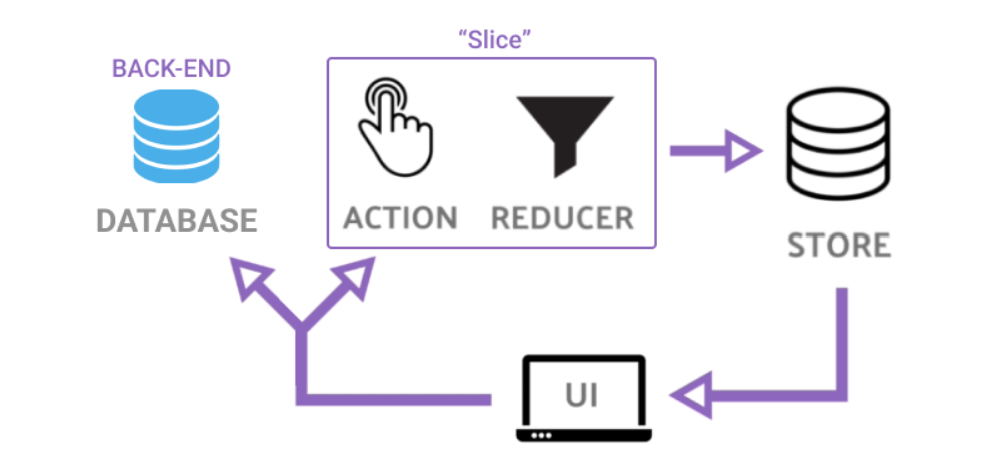 “Slice”
BACK-END
DATABASE
ACTION
REDUCER
STORE
UI